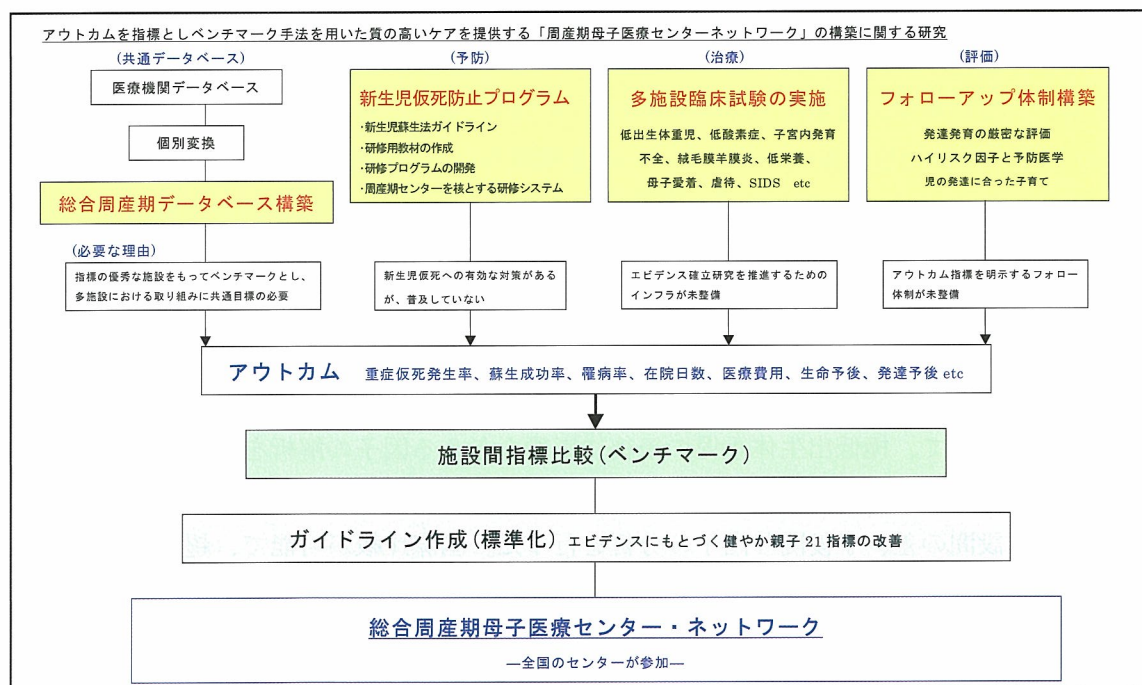 アウトカムを指標としベンチマーク手法を用いた質の高いケアを提供する「周産期母子医療センターネットワーク」の構築に関する研究
(共通データベース)
医療機関データベース
個別変換
総合周産期データベース構築
(必要な理由)
指標の優秀な施設をもってベンチマークとし、
多施設における取り組みに共通目標の必要
(予防)
新生児仮死防止プログラム
・新生児蘇生法ガイドライン
・研修用教材の作成
・研修プログラムの開発
・周産期センターを核とする研修システム
新生児仮死への有効な対策がある
が、普及していない
(治療)
多施設臨床試験の実施
低出生体重児、低酸素症、子宮内発育
不全、絨毛膜羊膜炎、低栄養、
母子愛着、虐待、SIDS etc
エビデンス確立研究を推進するための
インフラが未整備
(評価)
フォローアップ体制構築
発達発育の厳密な評価
ハイリスク因子と予防医学
児の発達に合った子育て
アウトカム指標を明示するフォロー
体制が未整備
アウトカム 重症仮死発生率、蘇生成功率、罹病率、在院日数、医療費用、生命予後、発達予後 etc
施設間指標比較(ベンチマーク)
ガイドライン作成(標準化) エビデンスにもとづく健やか親子21指標の改善
総合周産期母子医療センター・ネットワーク
―全国のセンターが参加―